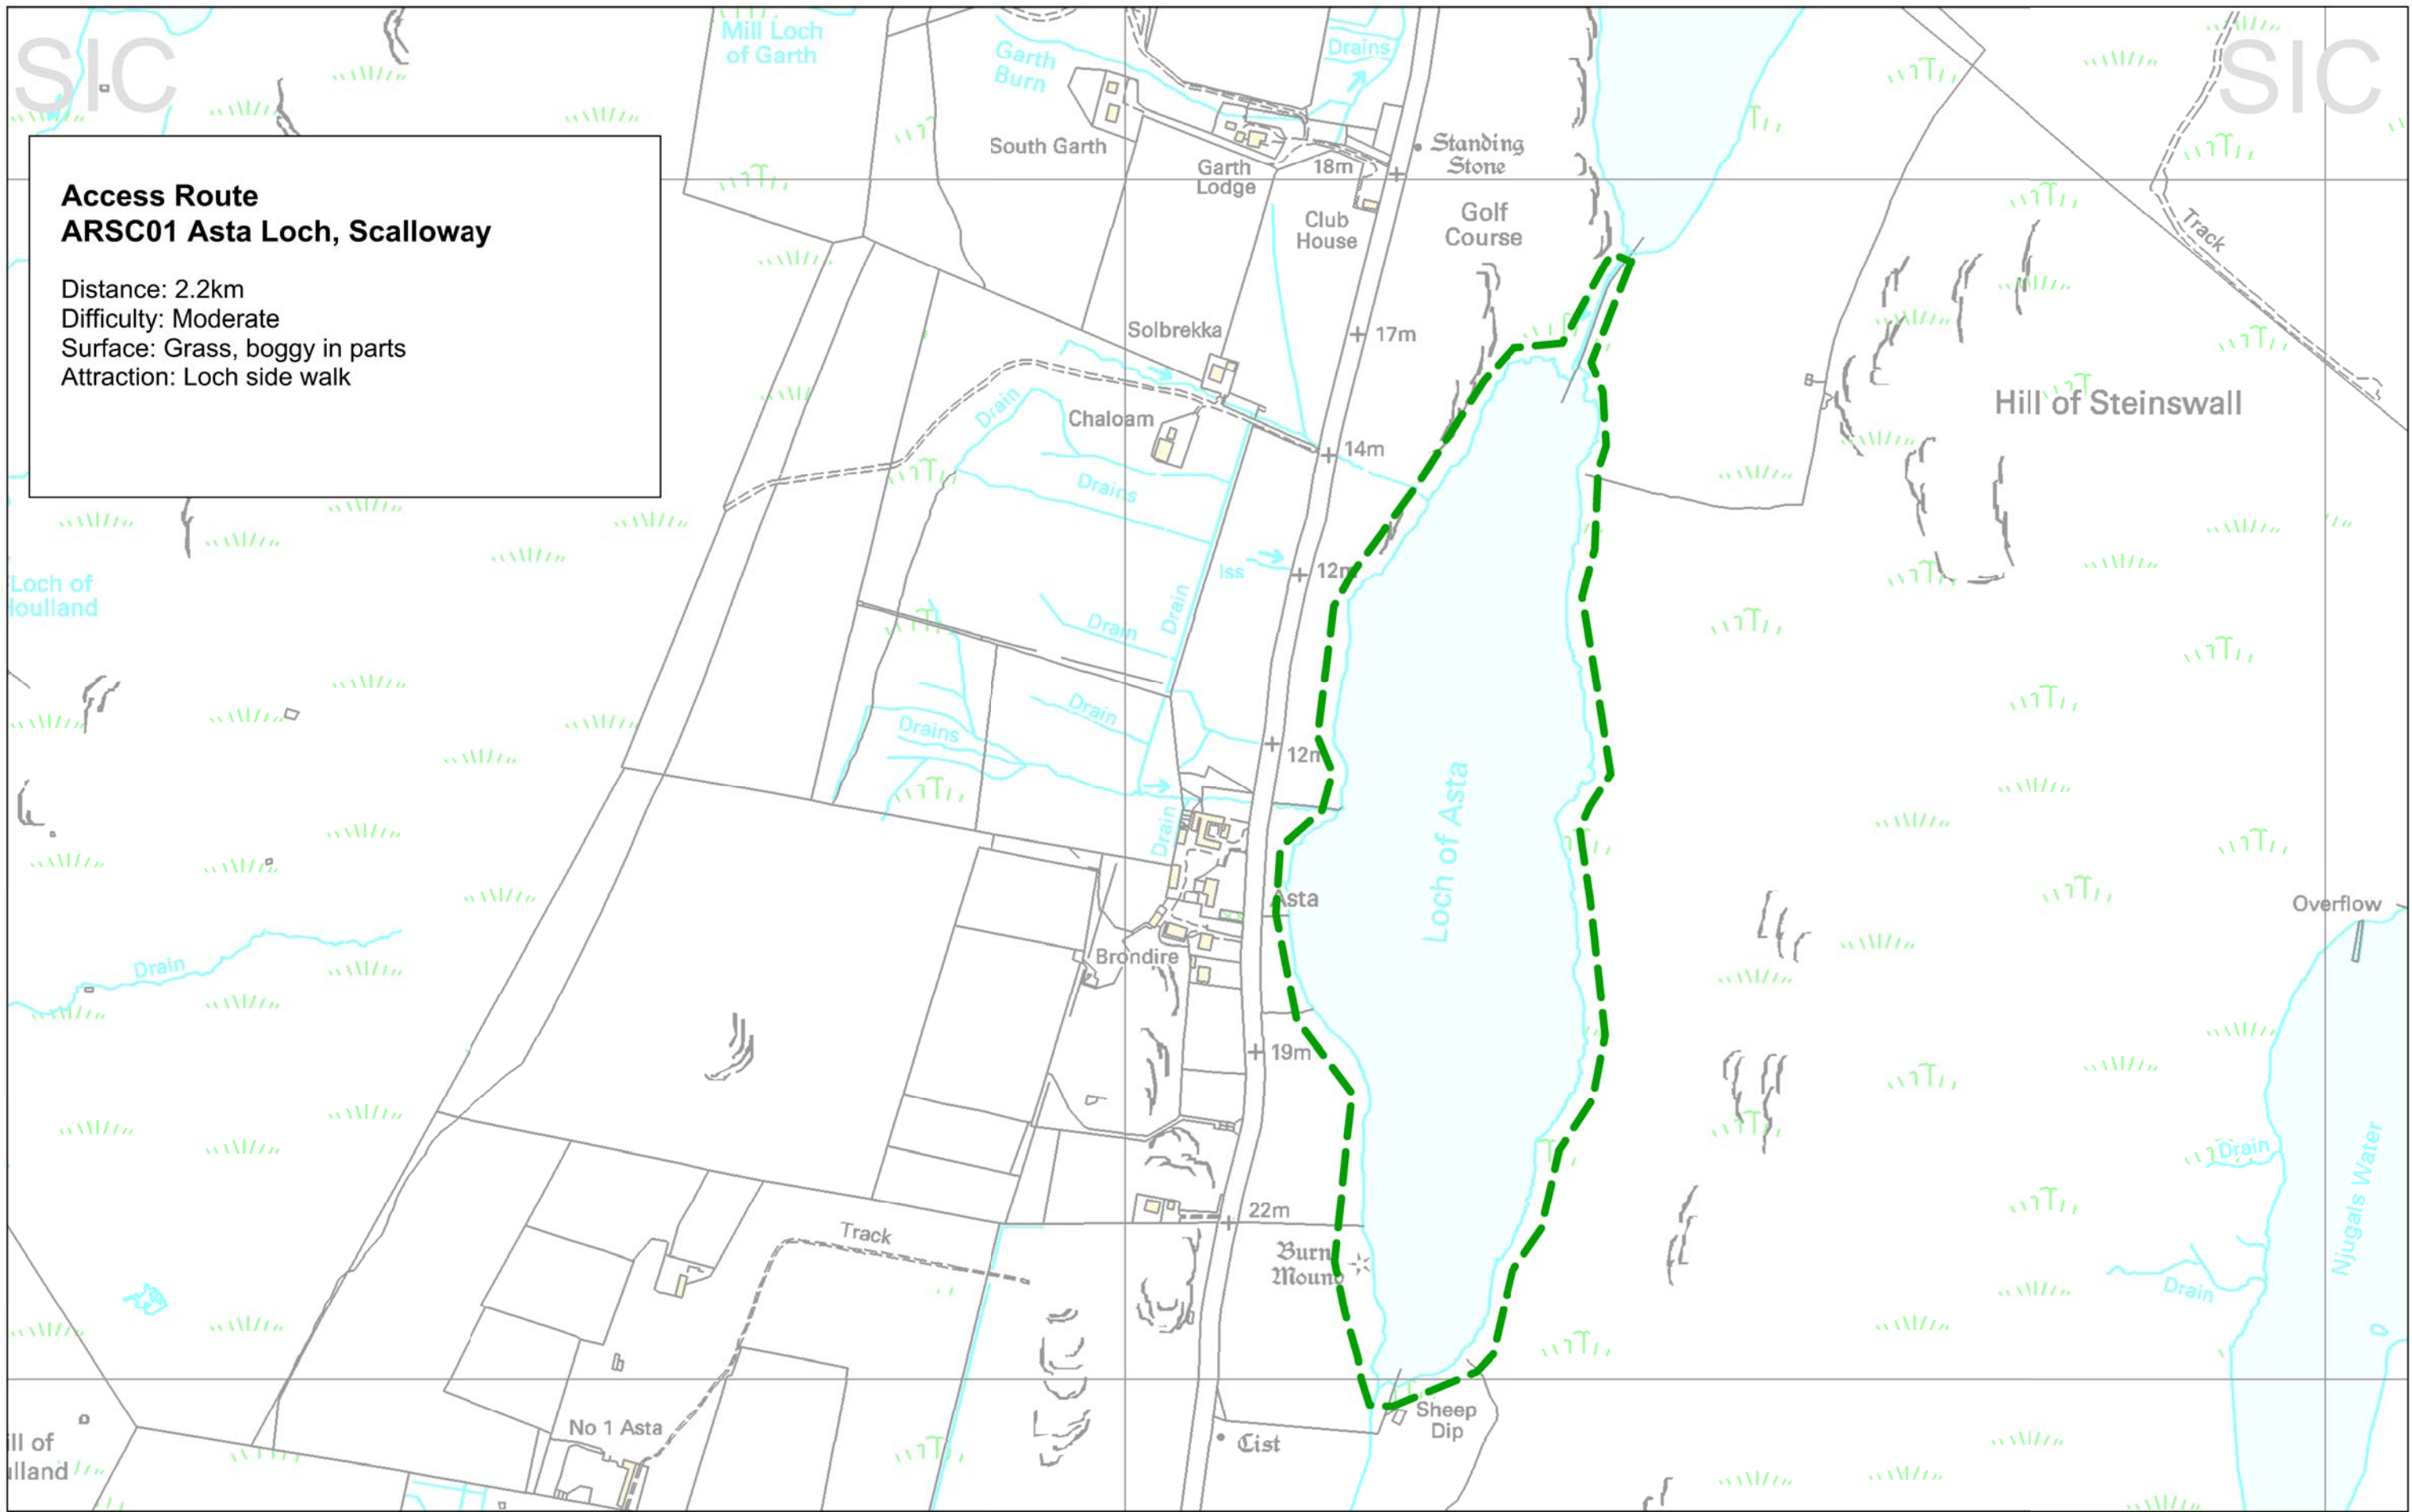 SIC
SIC
Access Route
ARSC01 Asta Loch, Scalloway
Distance: 2.2km
Difficulty: Moderate
Surface: Grass, boggy in parts
Attraction: Loch side walk
Mill Loch
of Garth
Garth
Burn
Drains
South Garth
Garth
Lodge
18m
Standing
Stone
Club
House
Golf
Course
Track
Solbrekka
17m
Hill of Steinswall
Drain
Chaloam
14m
Drains
Iss
12m
Loch of
Drain
Drain
Drain
Drains
12m
Loch of Asta
Drain
Asta
Overflow
Brondire
Drain
19m
Drain
Njugals Water
22m
Track
Burn
Drain
No 1 Asta
Sheep
Dip
Cist